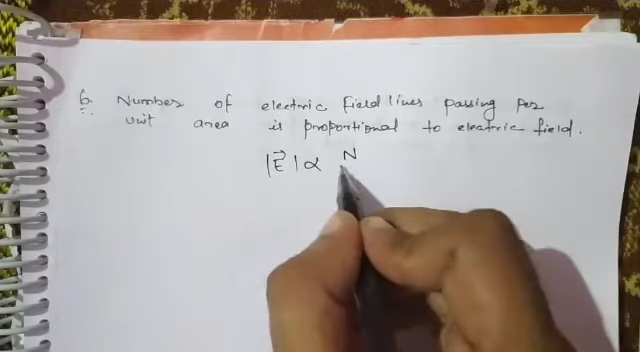 6. Number of electric field lines passing per
unit area is proportional to electric field.
|E⃗| ∝ N